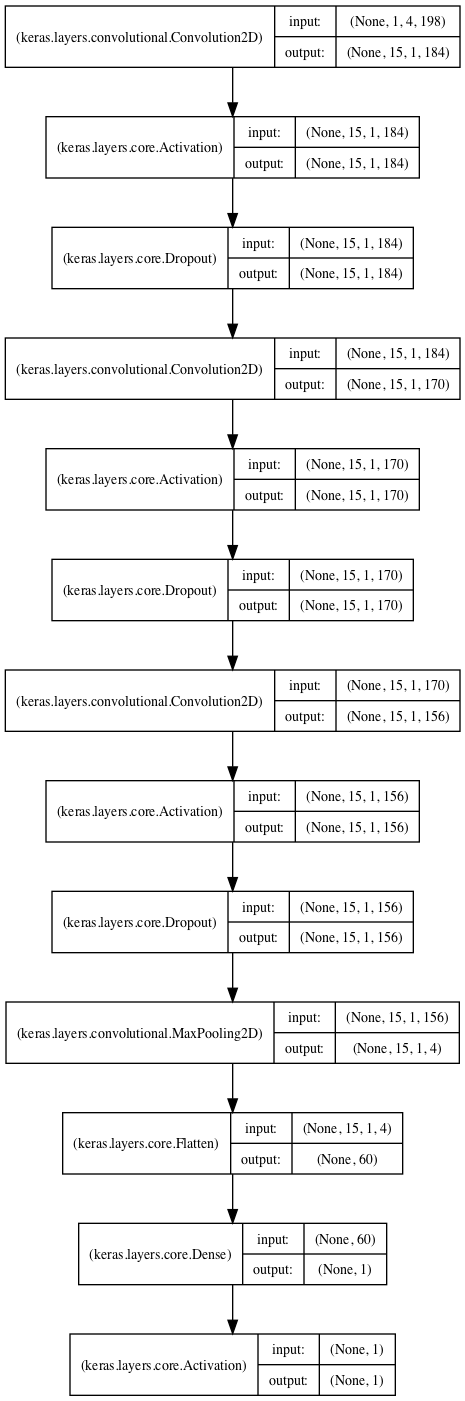 (keras.layers.convolutional.Convolution2D)
input: (None, 1, 4, 198)
output: (None, 15, 1, 184)
(keras.layers.core.Activation)
input: (None, 15, 1, 184)
output: (None, 15, 1, 184)
(keras.layers.core.Dropout)
input: (None, 15, 1, 184)
output: (None, 15, 1, 184)
(keras.layers.convolutional.Convolution2D)
input: (None, 15, 1, 184)
output: (None, 15, 1, 170)
(keras.layers.core.Activation)
input: (None, 15, 1, 170)
output: (None, 15, 1, 170)
(keras.layers.core.Dropout)
input: (None, 15, 1, 170)
output: (None, 15, 1, 170)
(keras.layers.convolutional.Convolution2D)
input: (None, 15, 1, 170)
output: (None, 15, 1, 156)
(keras.layers.core.Activation)
input: (None, 15, 1, 156)
output: (None, 15, 1, 156)
(keras.layers.core.Dropout)
input: (None, 15, 1, 156)
output: (None, 15, 1, 156)
(keras.layers.convolutional.MaxPooling2D)
input: (None, 15, 1, 156)
output: (None, 15, 1, 4)
(keras.layers.core.Flatten)
input: (None, 15, 1, 4)
output: (None, 60)
(keras.layers.core.Dense)
input: (None, 60)
output: (None, 1)
(keras.layers.core.Activation)
input: (None, 1)
output: (None, 1)